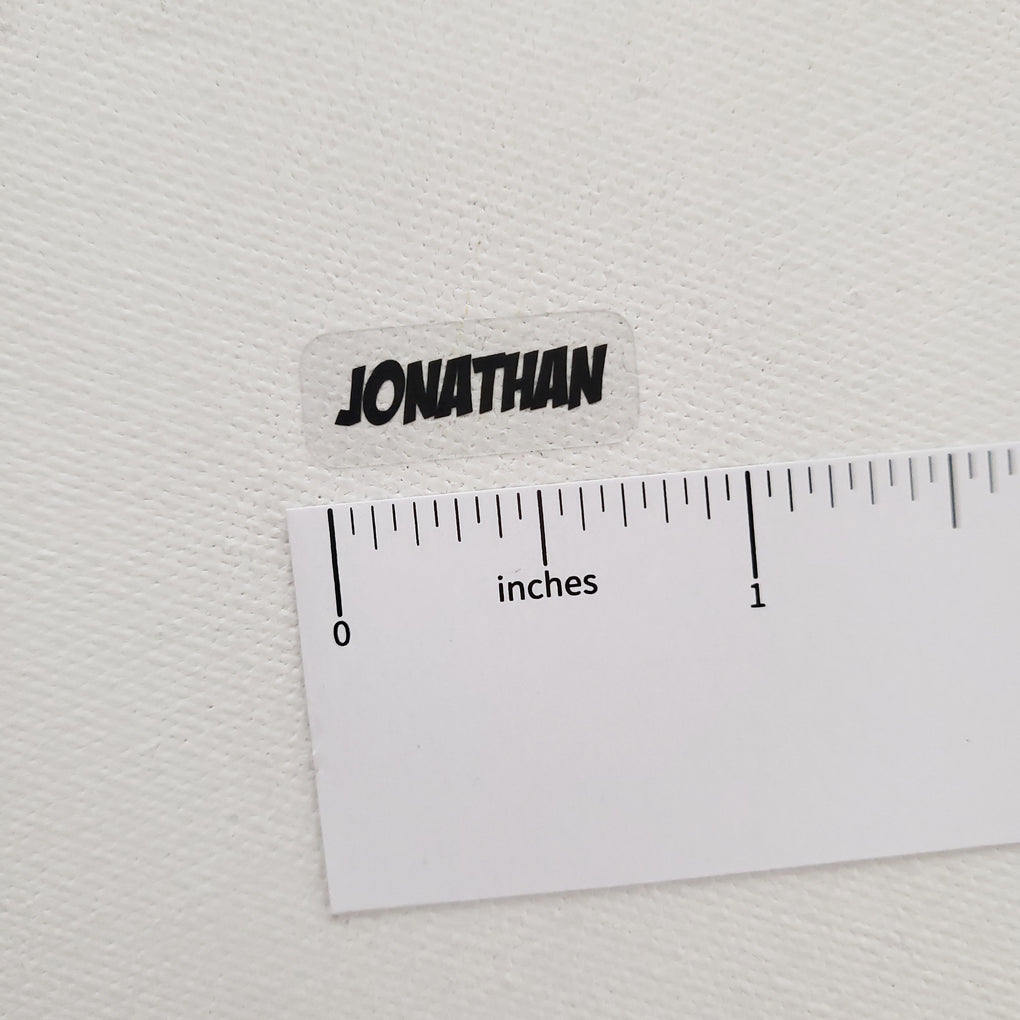 JONATHAN
inches
0 1